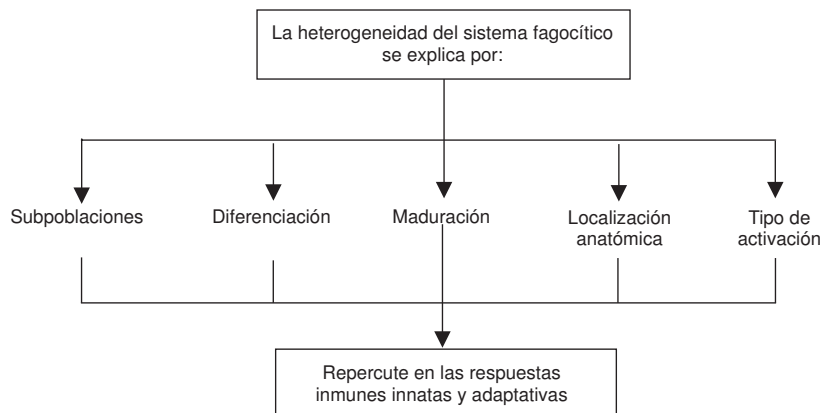 La heterogeneidad del sistema fagocítico
se explica por:
Subpoblaciones
Diferenciación
Maduración
Localización
anatómica
Tipo de
activación
Repercute en las respuestas
inmunes innatas y adaptativas